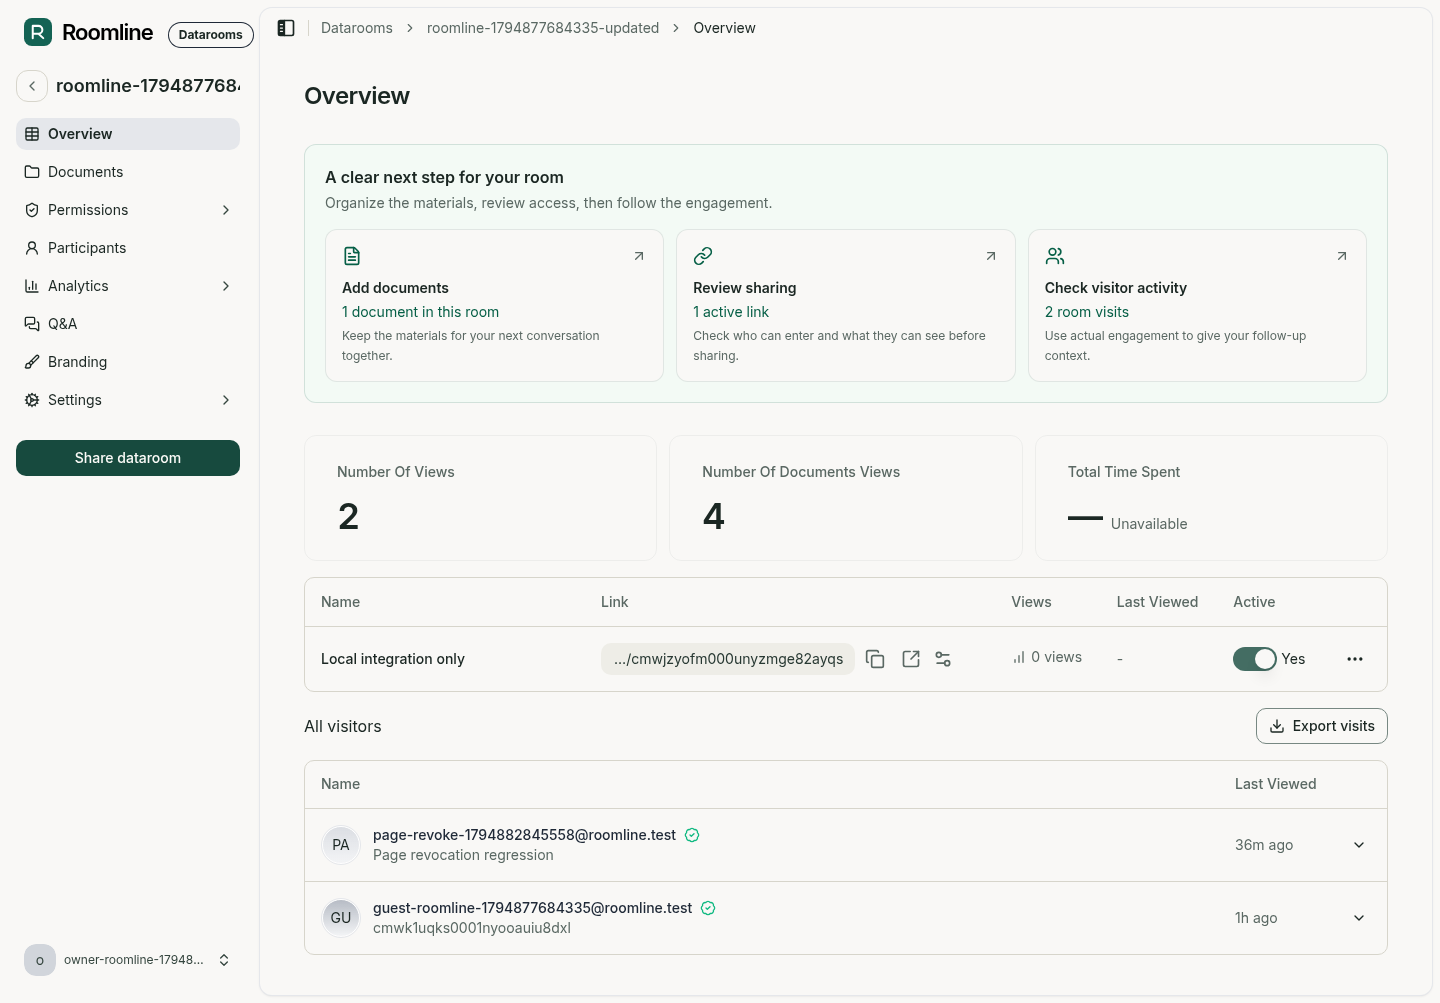 Roomline
Datarooms
Datarooms
roomline-1794877684335-updated
Overview
roomline-179487768
Overview
Overview
Documents
Permissions
Participants
Analytics
Q&A
Branding
Settings
Share dataroom
A clear next step for your room
Organize the materials, review access, then follow the engagement.
Add documents
1 document in this room
Keep the materials for your next conversation
together.
Review sharing
1 active link
Check who can enter and what they can see before
sharing.
Check visitor activity
2 room visits
Use actual engagement to give your follow-up
context.
Number Of Views
2
Number Of Documents Views
4
Total Time Spent
— Unavailable
Name Link Views Last Viewed Active
Local integration only .../cmwjzyofm000unyzmge82ayqs 0 views - Yes
All visitors
Export visits
Name Last Viewed
PA
page-revoke-1794882845558@roomline.test
Page revocation regression
36m ago
GU
guest-roomline-1794877684335@roomline.test
cmwk1uqks0001nyooauiu8dxl
1h ago
o
owner-roomline-17948...